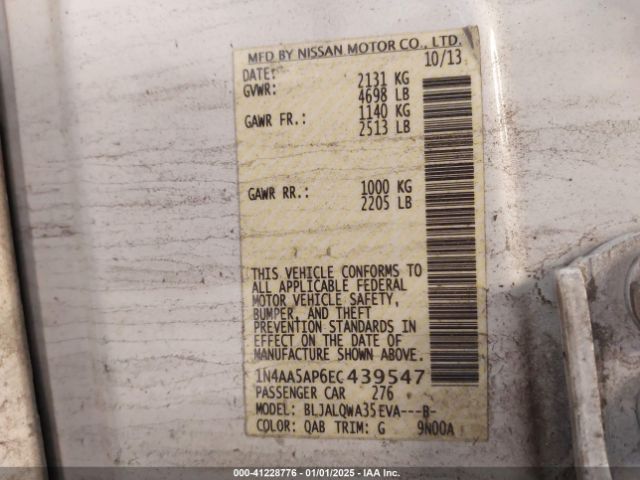 MFD BY NISSAN MOTOR CO., LTD.
DATE: 10/13
GVWR: 2131 KG
4698 LB
GAWR FR.: 1140 KG
2513 LB
GAWR RR.: 1000 KG
2205 LB
THIS VEHICLE CONFORMS TO
ALL APPLICABLE FEDERAL
MOTOR VEHICLE SAFETY,
BUMPER, AND THEFT
PREVENTION STANDARDS IN
EFFECT ON THE DATE OF
MANUFACTURE SHOWN ABOVE.
1N4AA5AP6EC439547
PASSENGER CAR 276
MODEL: BLJALQWA35EVA---B-
COLOR: QAB TRIM: G 9N00A
000-41228776 - 01/01/2025 - IAA Inc.